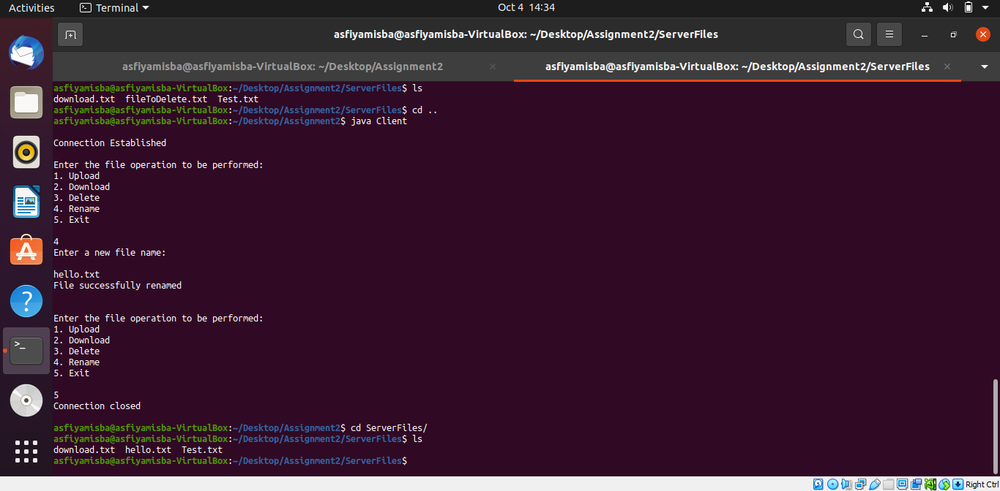 Activities Terminal Oct 4 14:34
asfiyamisba@asfiyamisba-VirtualBox: ~/Desktop/Assignment2/ServerFiles
asfiyamisba@asfiyamisba-VirtualBox: ~/Desktop/Assignment2 asfiyamisba@asfiyamisba-VirtualBox: ~/Desktop/Assignment2/ServerFiles
asfiyamisba@asfiyamisba-VirtualBox:~/Desktop/Assignment2/ServerFiles$ ls
download.txt fileToDelete.txt Test.txt
asfiyamisba@asfiyamisba-VirtualBox:~/Desktop/Assignment2/ServerFiles$ cd ..
asfiyamisba@asfiyamisba-VirtualBox:~/Desktop/Assignment2$ java Client
Connection Established
Enter the file operation to be performed:
1. Upload
2. Download
3. Delete
4. Rename
5. Exit
4
Enter a new file name:
hello.txt
File successfully renamed
Enter the file operation to be performed:
1. Upload
2. Download
3. Delete
4. Rename
5. Exit
5
Connection closed
asfiyamisba@asfiyamisba-VirtualBox:~/Desktop/Assignment2$ cd ServerFiles/
asfiyamisba@asfiyamisba-VirtualBox:~/Desktop/Assignment2/ServerFiles$ ls
download.txt hello.txt Test.txt
asfiyamisba@asfiyamisba-VirtualBox:~/Desktop/Assignment2/ServerFiles$
Right Ctrl